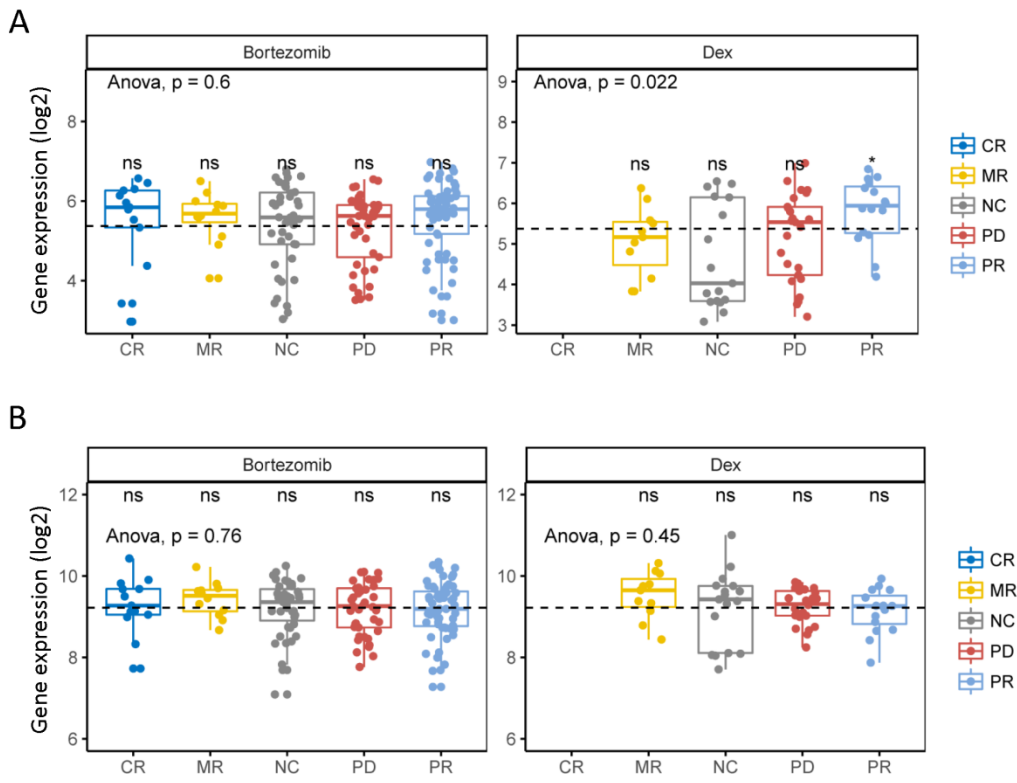 A
Bortezomib
Dex
Gene expression (log2)
Anova, p = 0.6
Anova, p = 0.022
8
6
4
9
8
7
6
5
4
3
ns
ns
ns
ns
ns
ns
ns
ns
*
CR
MR
NC
PD
PR
CR
MR
NC
PD
PR
CR
MR
NC
PD
PR
B
Bortezomib
Dex
Gene expression (log2)
12
10
8
6
12
10
8
6
ns
ns
ns
ns
ns
ns
ns
ns
ns
Anova, p = 0.76
Anova, p = 0.45
CR
MR
NC
PD
PR
CR
MR
NC
PD
PR
CR
MR
NC
PD
PR